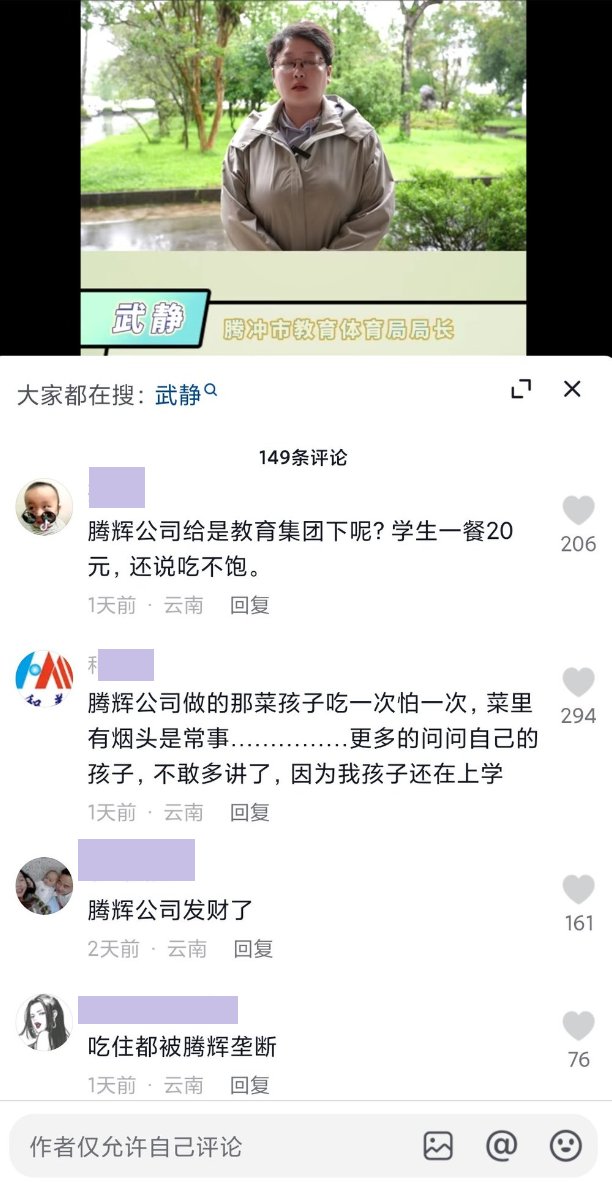 武静
腾冲市教育体育局局长
大家都在搜：武静
149条评论
腾辉公司给是教育集团下呢？学生一餐20
元，还说吃不饱。
206
1天前 · 云南 回复
腾辉公司做的那菜孩子吃一次怕一次，菜里
有烟头是常事……………更多的问问自己的
孩子，不敢多讲了，因为我孩子还在上学
294
1天前 · 云南 回复
腾辉公司发财了
161
2天前 · 云南 回复
吃住都被腾辉垄断
76
1天前 · 云南 回复
作者仅允许自己评论
@